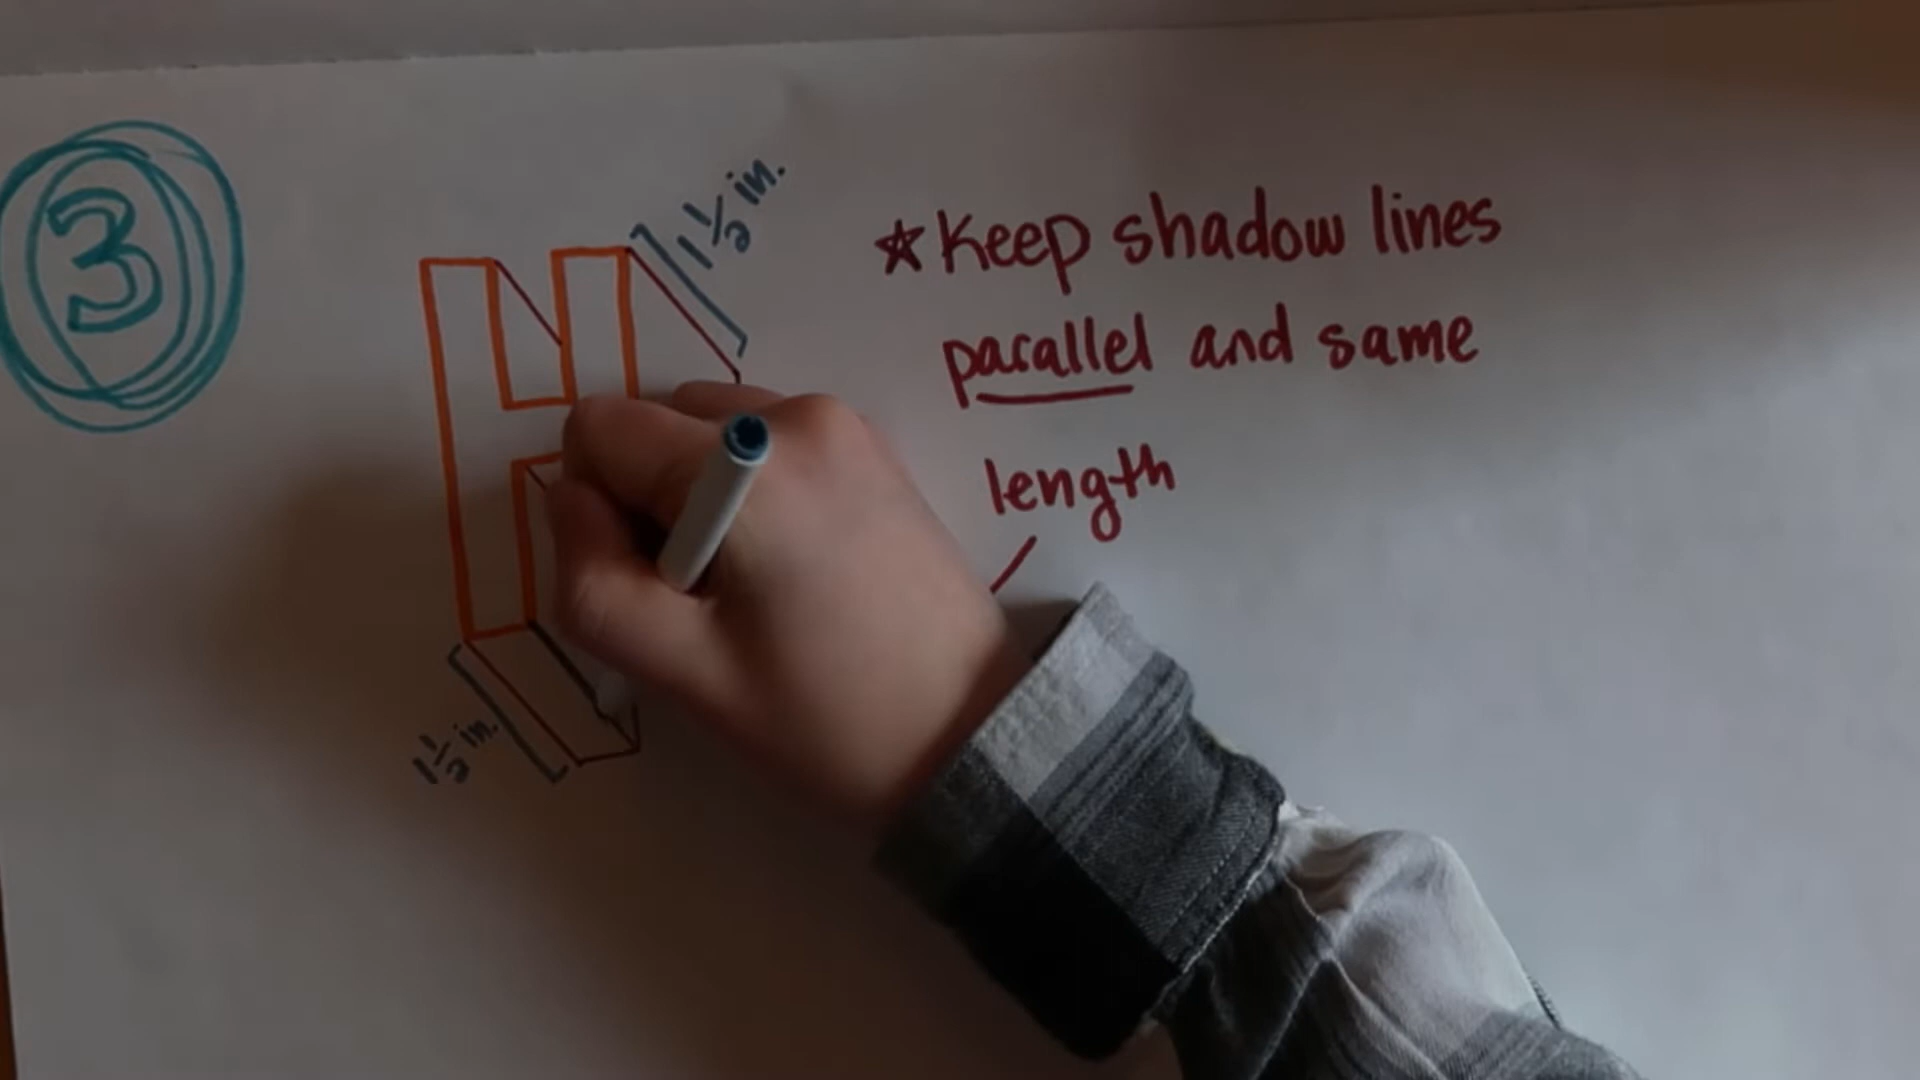 3
1 1/2 in.
☆ Keep shadow lines
parallel and same
length
1 1/2 in.